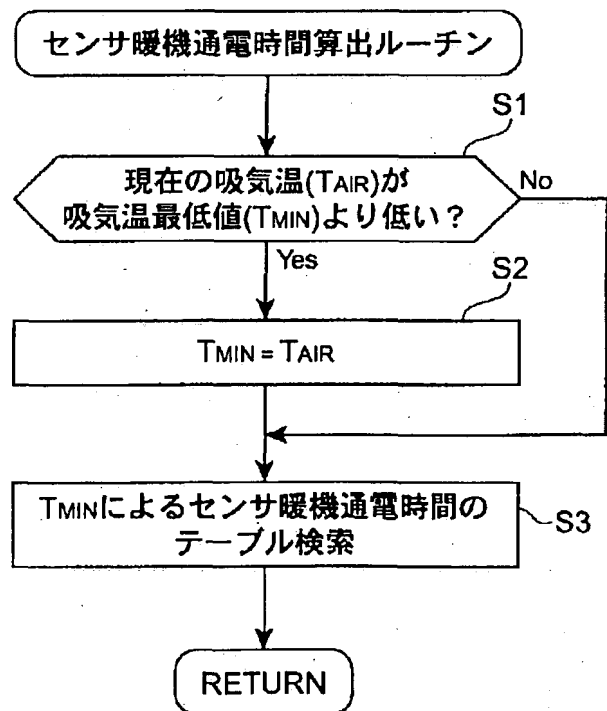 センサ暖機通電時間算出ルーチン
S1
現在の吸気温(TAIR)が
吸気温最低値(TMIN)より低い?
No
Yes
S2
TMIN = TAIR
TMINによるセンサ暖機通電時間の
テーブル検索
S3
RETURN